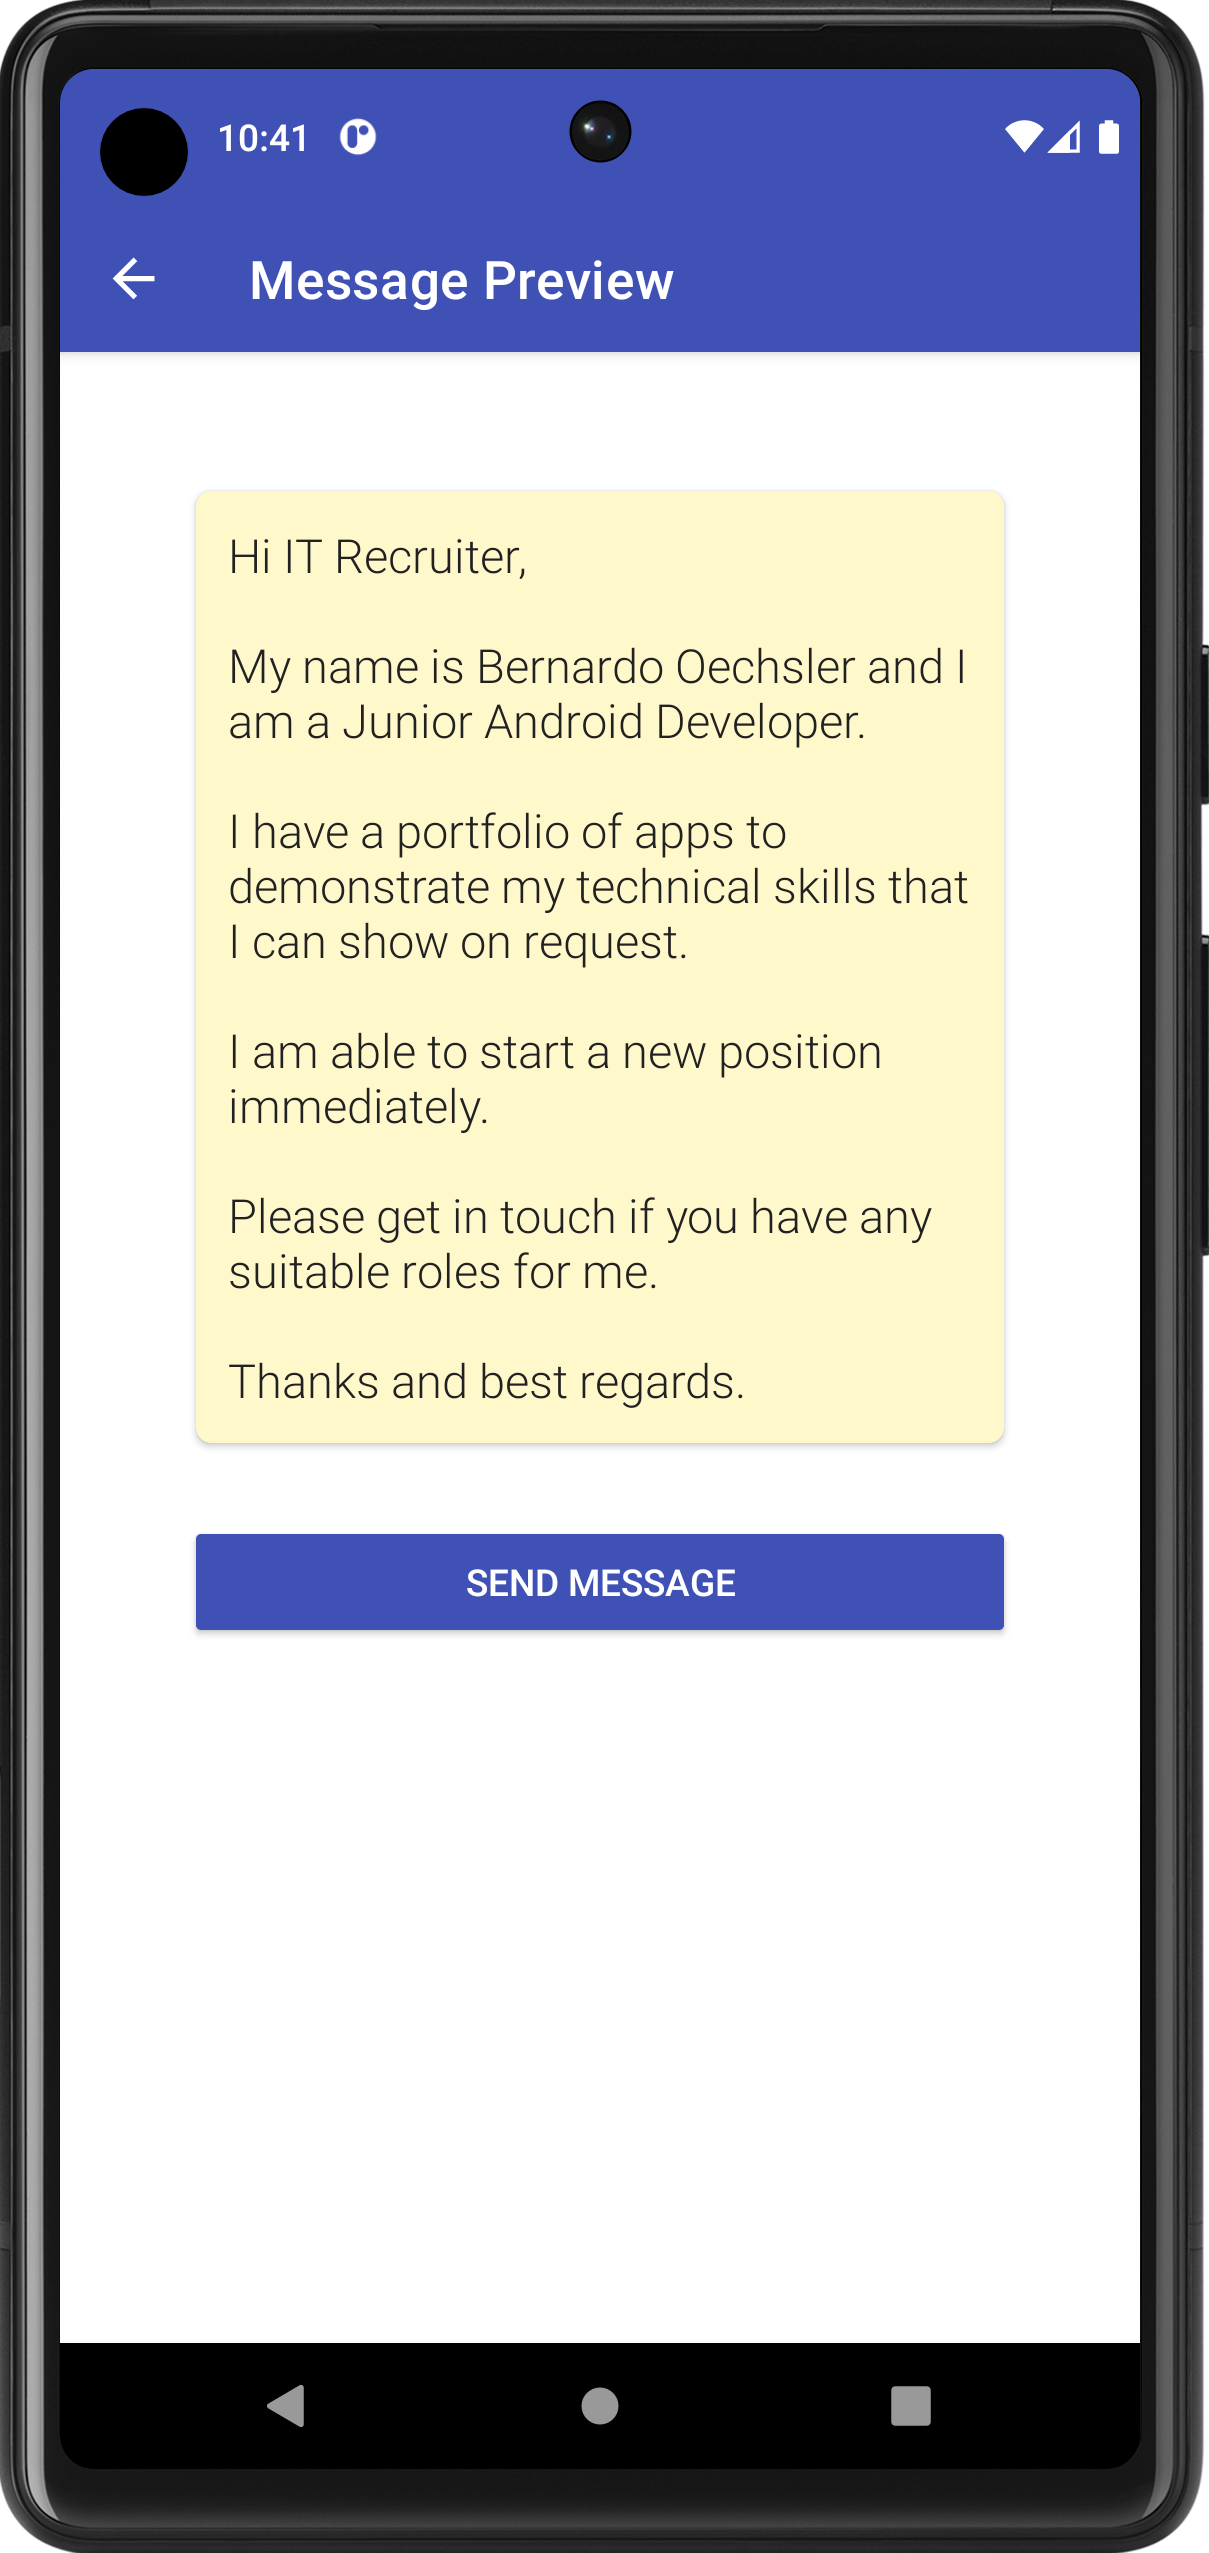 10:41
Message Preview
Hi IT Recruiter,
My name is Bernardo Oechsler and I
am a Junior Android Developer.
I have a portfolio of apps to
demonstrate my technical skills that
I can show on request.
I am able to start a new position
immediately.
Please get in touch if you have any
suitable roles for me.
Thanks and best regards.
SEND MESSAGE